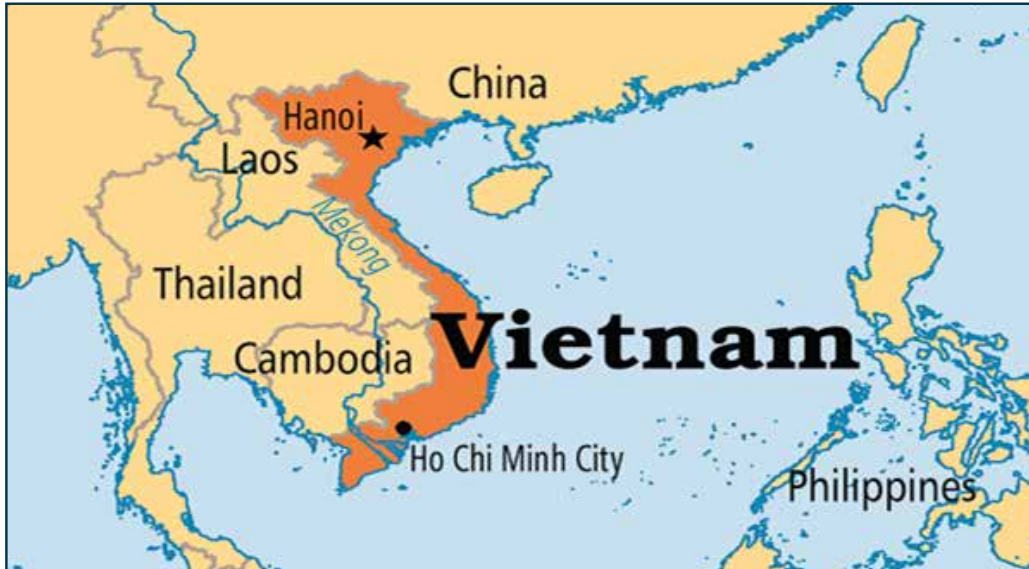 China
Hanoi
Laos
Mekong
Thailand
Vietnam
Cambodia
Ho Chi Minh City
Philippines